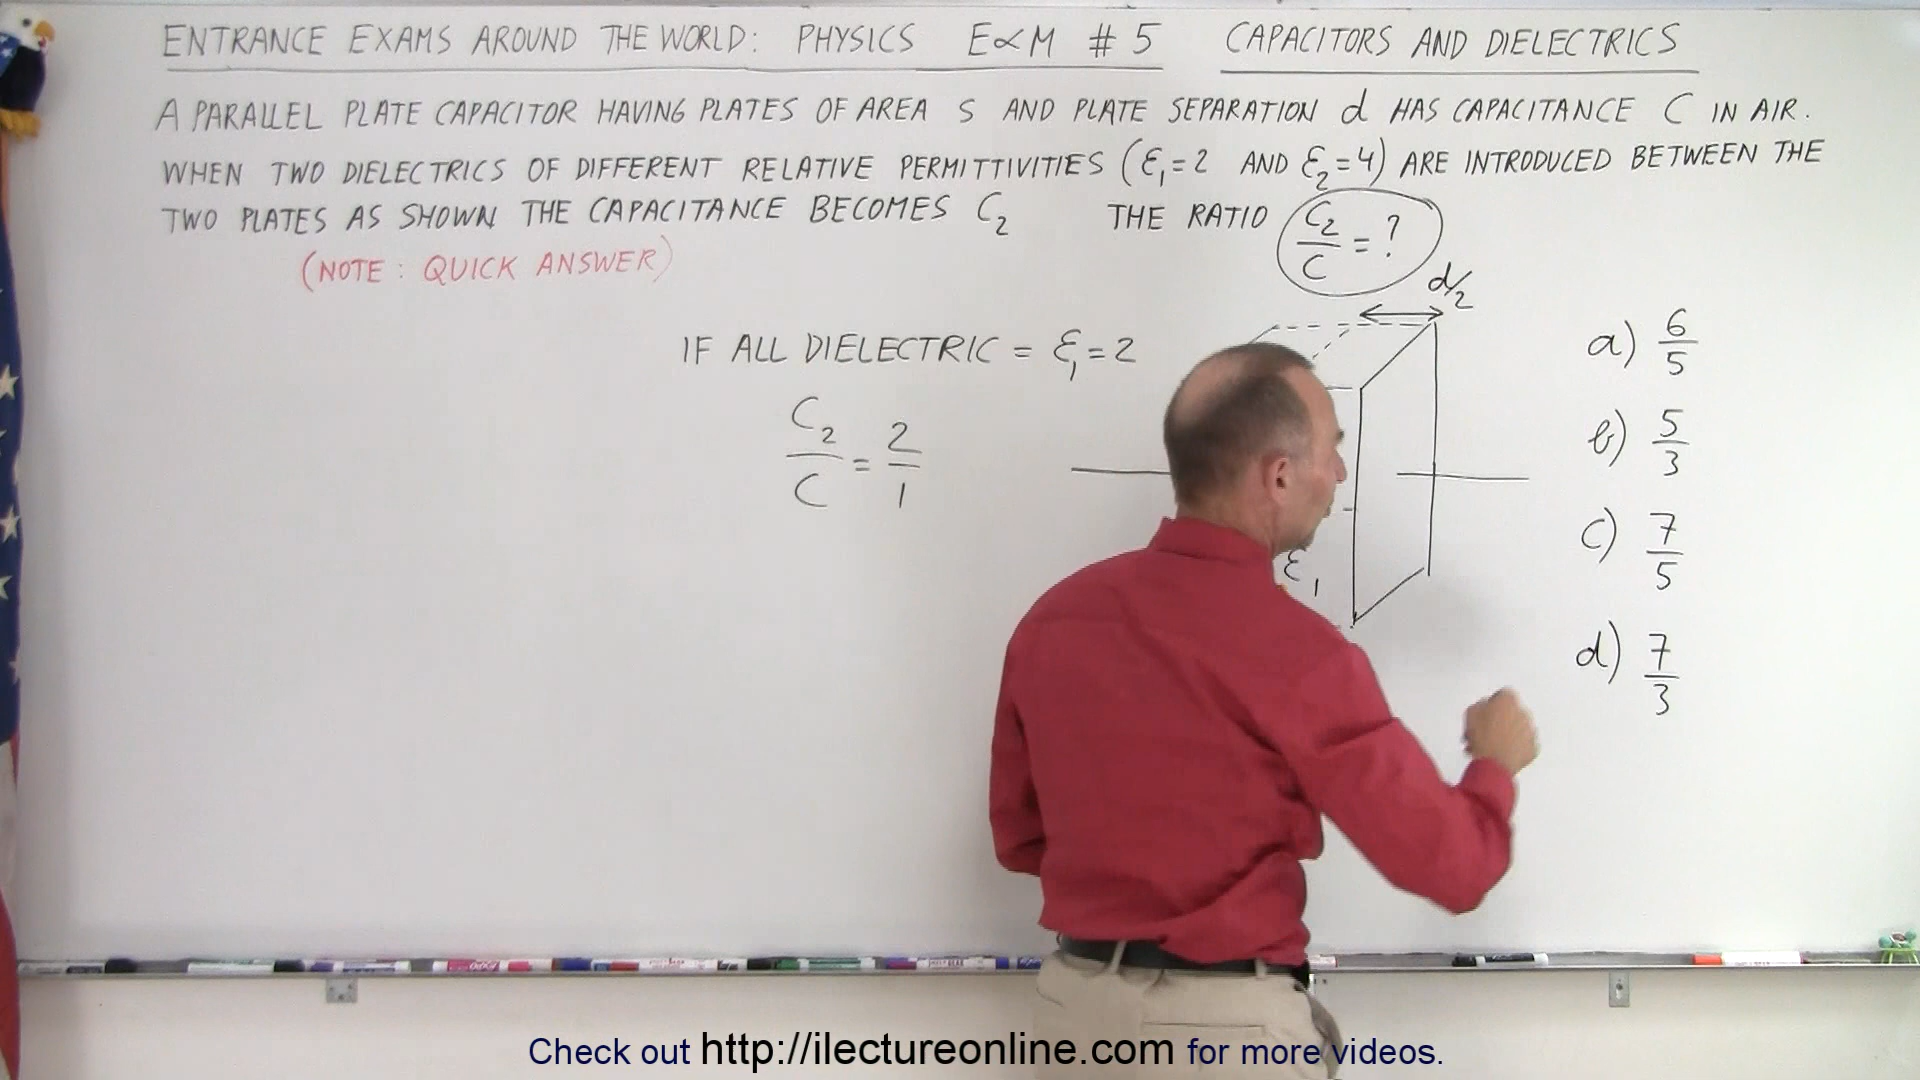 ENTRANCE EXAMS AROUND THE WORLD: PHYSICS E&M # 5 CAPACITORS AND DIELECTRICS
A PARALLEL PLATE CAPACITOR HAVING PLATES OF AREA S AND PLATE SEPARATION d HAS CAPACITANCE C IN AIR.
WHEN TWO DIELECTRICS OF DIFFERENT RELATIVE PERMITTIVITIES (ε₁=2 AND ε₂=4) ARE INTRODUCED BETWEEN THE
TWO PLATES AS SHOWN THE CAPACITANCE BECOMES C₂ THE RATIO C₂/C = ?
(NOTE: QUICK ANSWER)
d/2
IF ALL DIELECTRIC = ε₁=2
C₂/C = 2/1
ε₁
a) 6/5
b) 5/3
c) 7/5
d) 7/3
Check out http://ilectureonline.com for more videos.